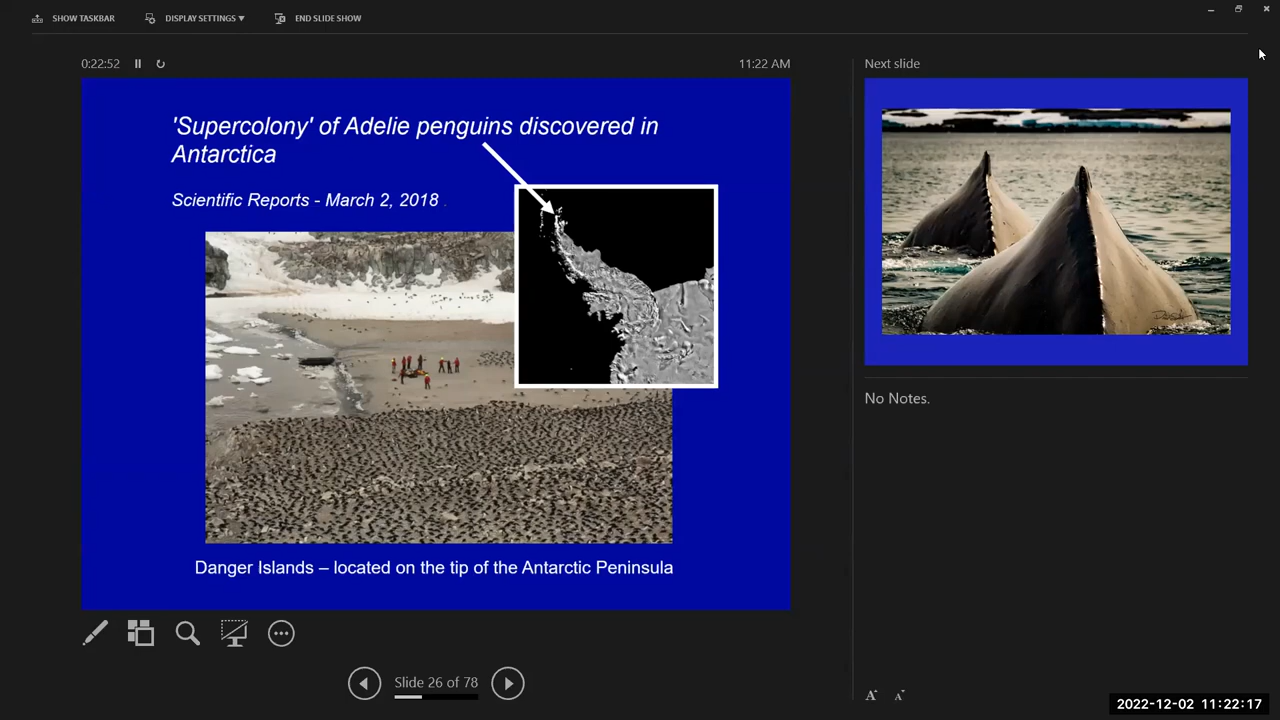 SHOW TASKBAR
DISPLAY SETTINGS ▼
END SLIDE SHOW
0:22:52
11:22 AM
Next slide
'Supercolony' of Adelie penguins discovered in
Antarctica
Scientific Reports - March 2, 2018
Danger Islands – located on the tip of the Antarctic Peninsula
No Notes.
Slide 26 of 78
A A
2022-12-02 11:22:17